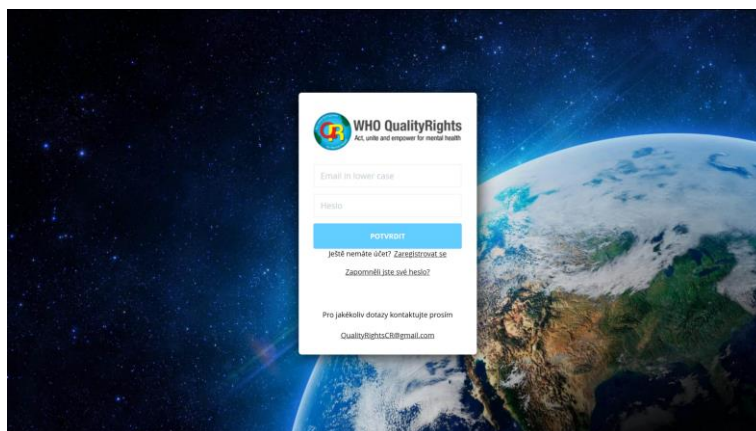 QR
WHO QualityRights
Act, unite and empower for mental health
Email in lower case
Heslo
POTVRDIT
Ještě nemáte účet? Zaregistrovat se
Zapomněli jste své heslo?
Pro jakékoliv dotazy kontaktujte prosím
QualityRightsCR@gmail.com